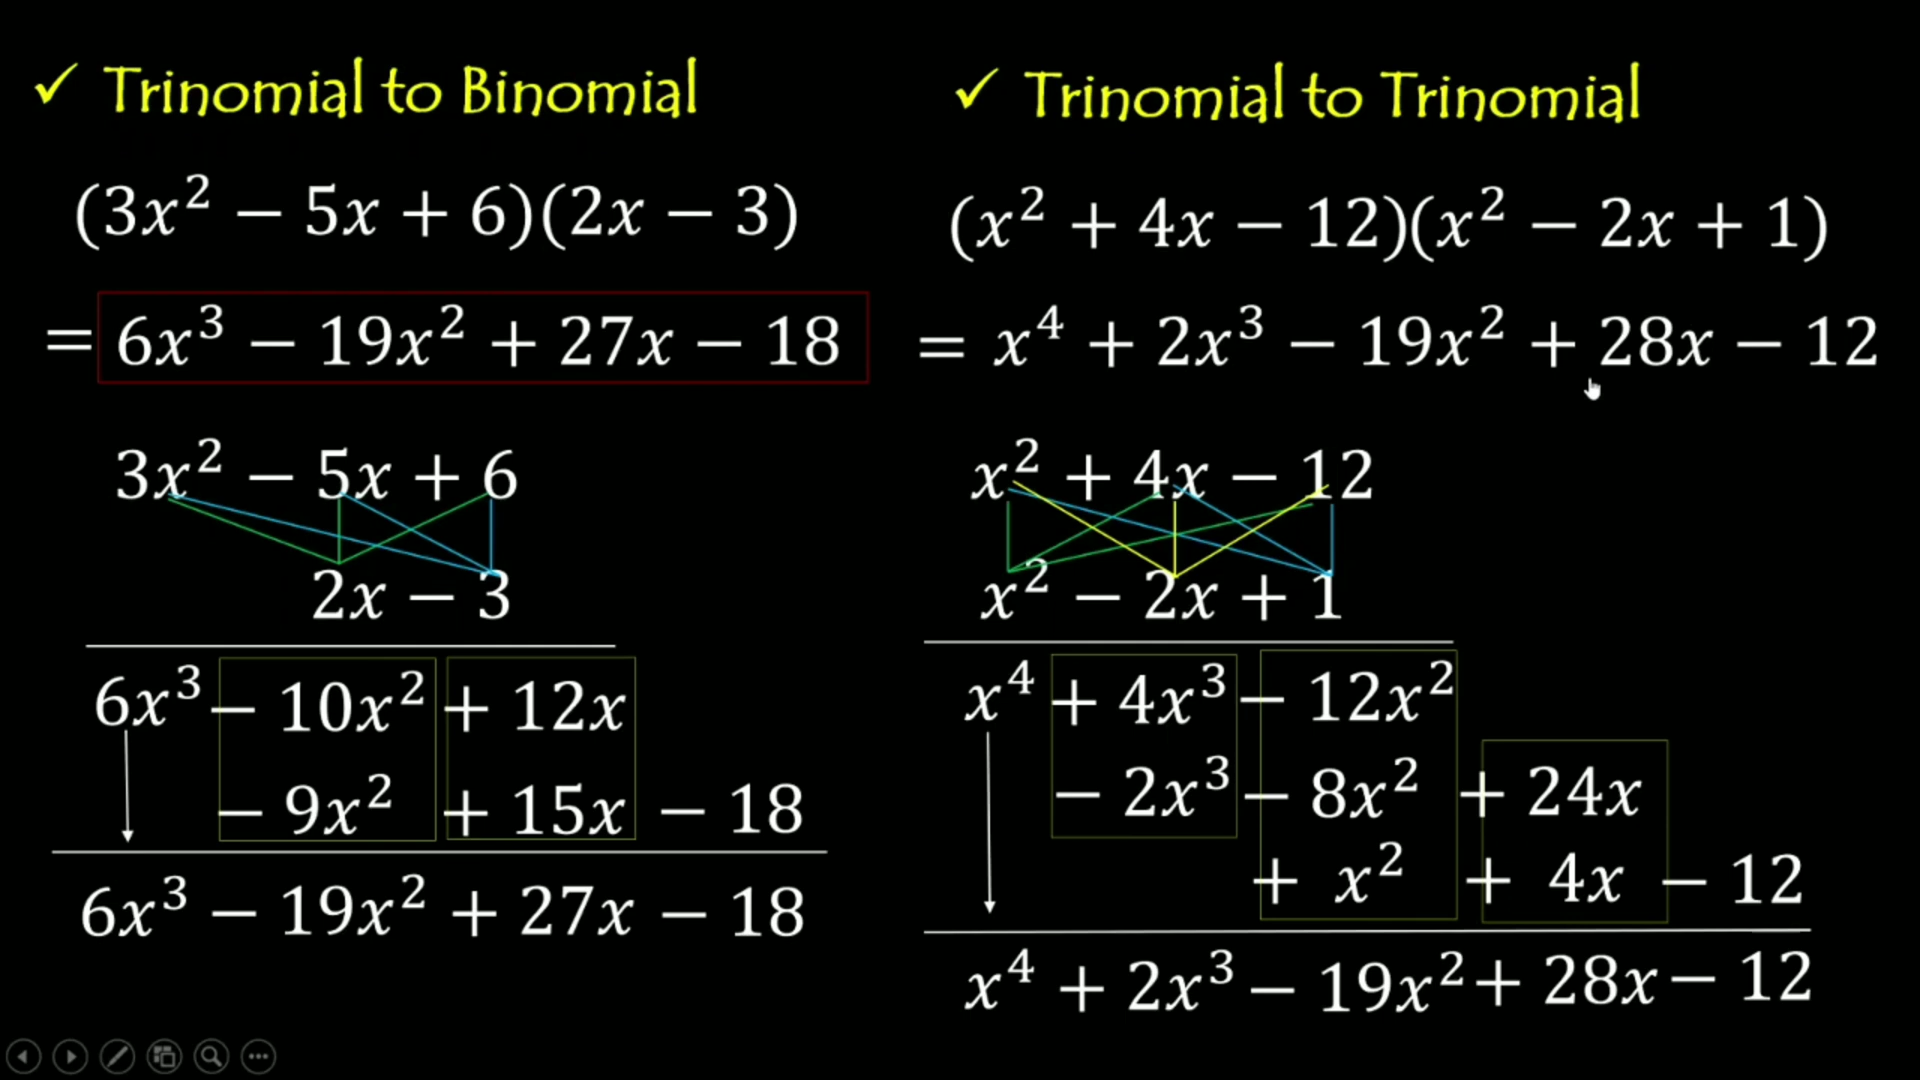 ✓ Trinomial to Binomial
(3x² − 5x + 6)(2x − 3)
= 6x³ − 19x² + 27x − 18
3x² − 5x + 6
2x − 3
6x³ − 10x² + 12x
− 9x² + 15x − 18
6x³ − 19x² + 27x − 18
✓ Trinomial to Trinomial
(x² + 4x − 12)(x² − 2x + 1)
= x⁴ + 2x³ − 19x² + 28x − 12
x² + 4x − 12
x² − 2x + 1
x⁴ + 4x³ − 12x²
− 2x³ − 8x² + 24x
+ x² + 4x − 12
x⁴ + 2x³ − 19x² + 28x − 12